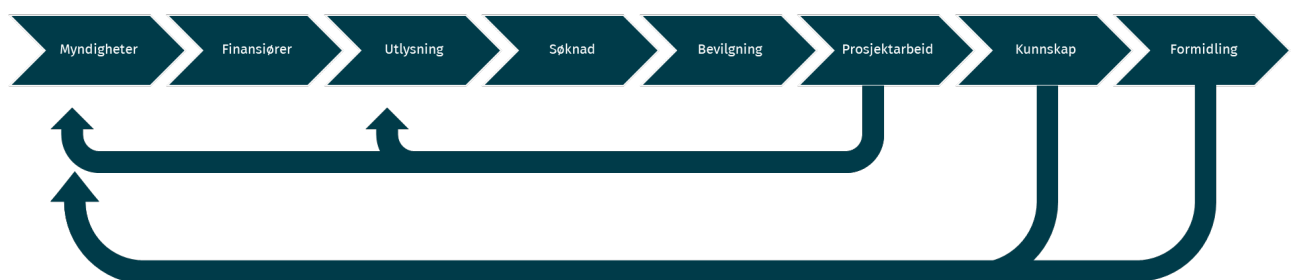 Myndigheter
Finansiører
Utlysning
Søknad
Bevilgning
Prosjektarbeid
Kunnskap
Formidling